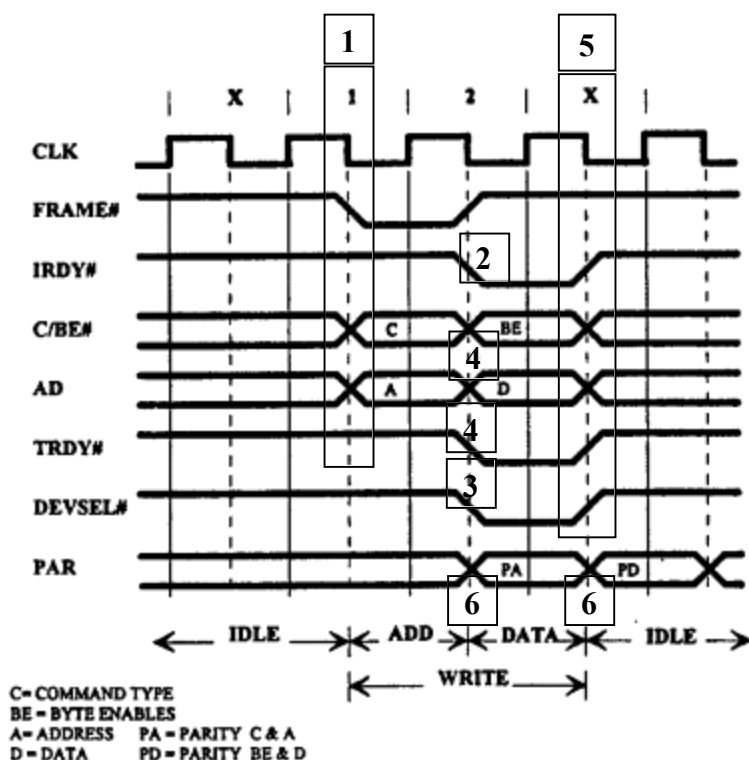 1 5
X 1 2 X
CLK
FRAME#
IRDY# 2
C/BE# C BE
4
AD A D
TRDY# 4
DEVSEL# 3
PAR PA PD
6 6
IDLE ADD DATA IDLE
WRITE
C= COMMAND TYPE
BE = BYTE ENABLES
A= ADDRESS PA = PARITY C & A
D = DATA PD = PARITY BE & D